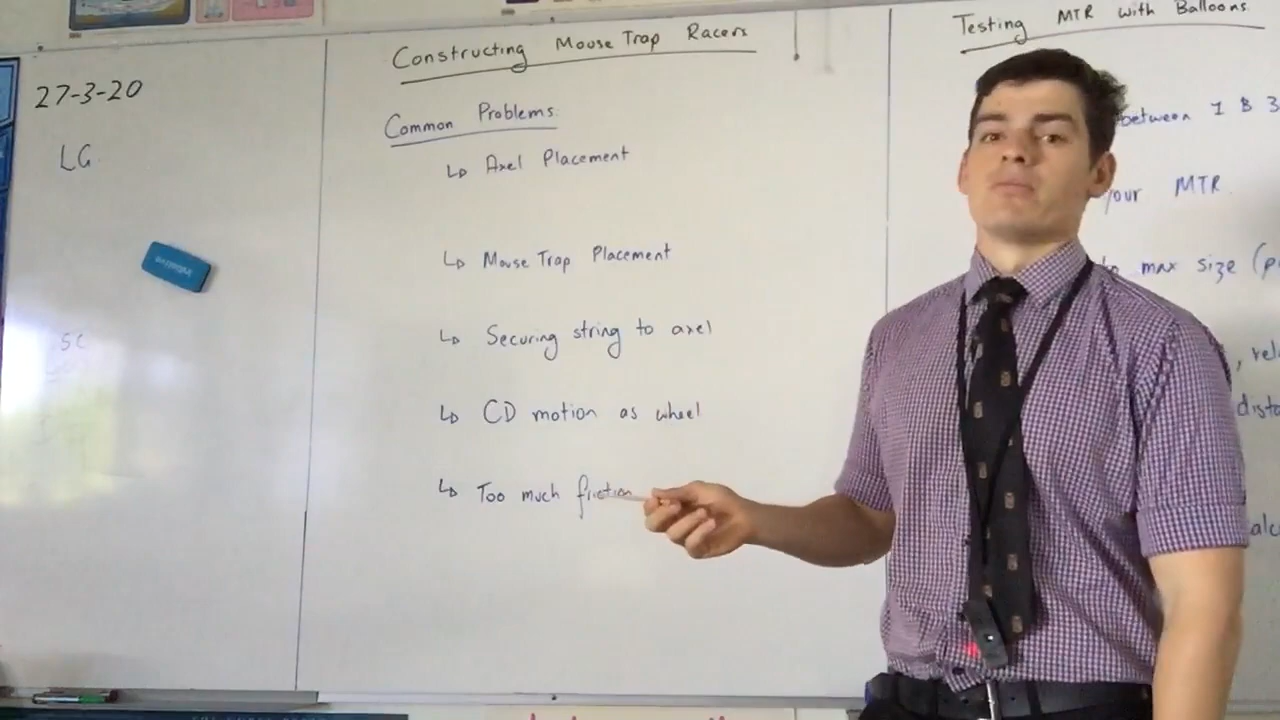 27-3-20
LG
SC
Constructing Mouse Trap Racers
Common Problems:
↳ Axel Placement
↳ Mouse Trap Placement
↳ Securing string to axel
↳ CD motion as wheel
↳ Too much friction
Testing MTR with Balloons
between 1 & 3
your MTR.
max size (p
, rel
dista
alc